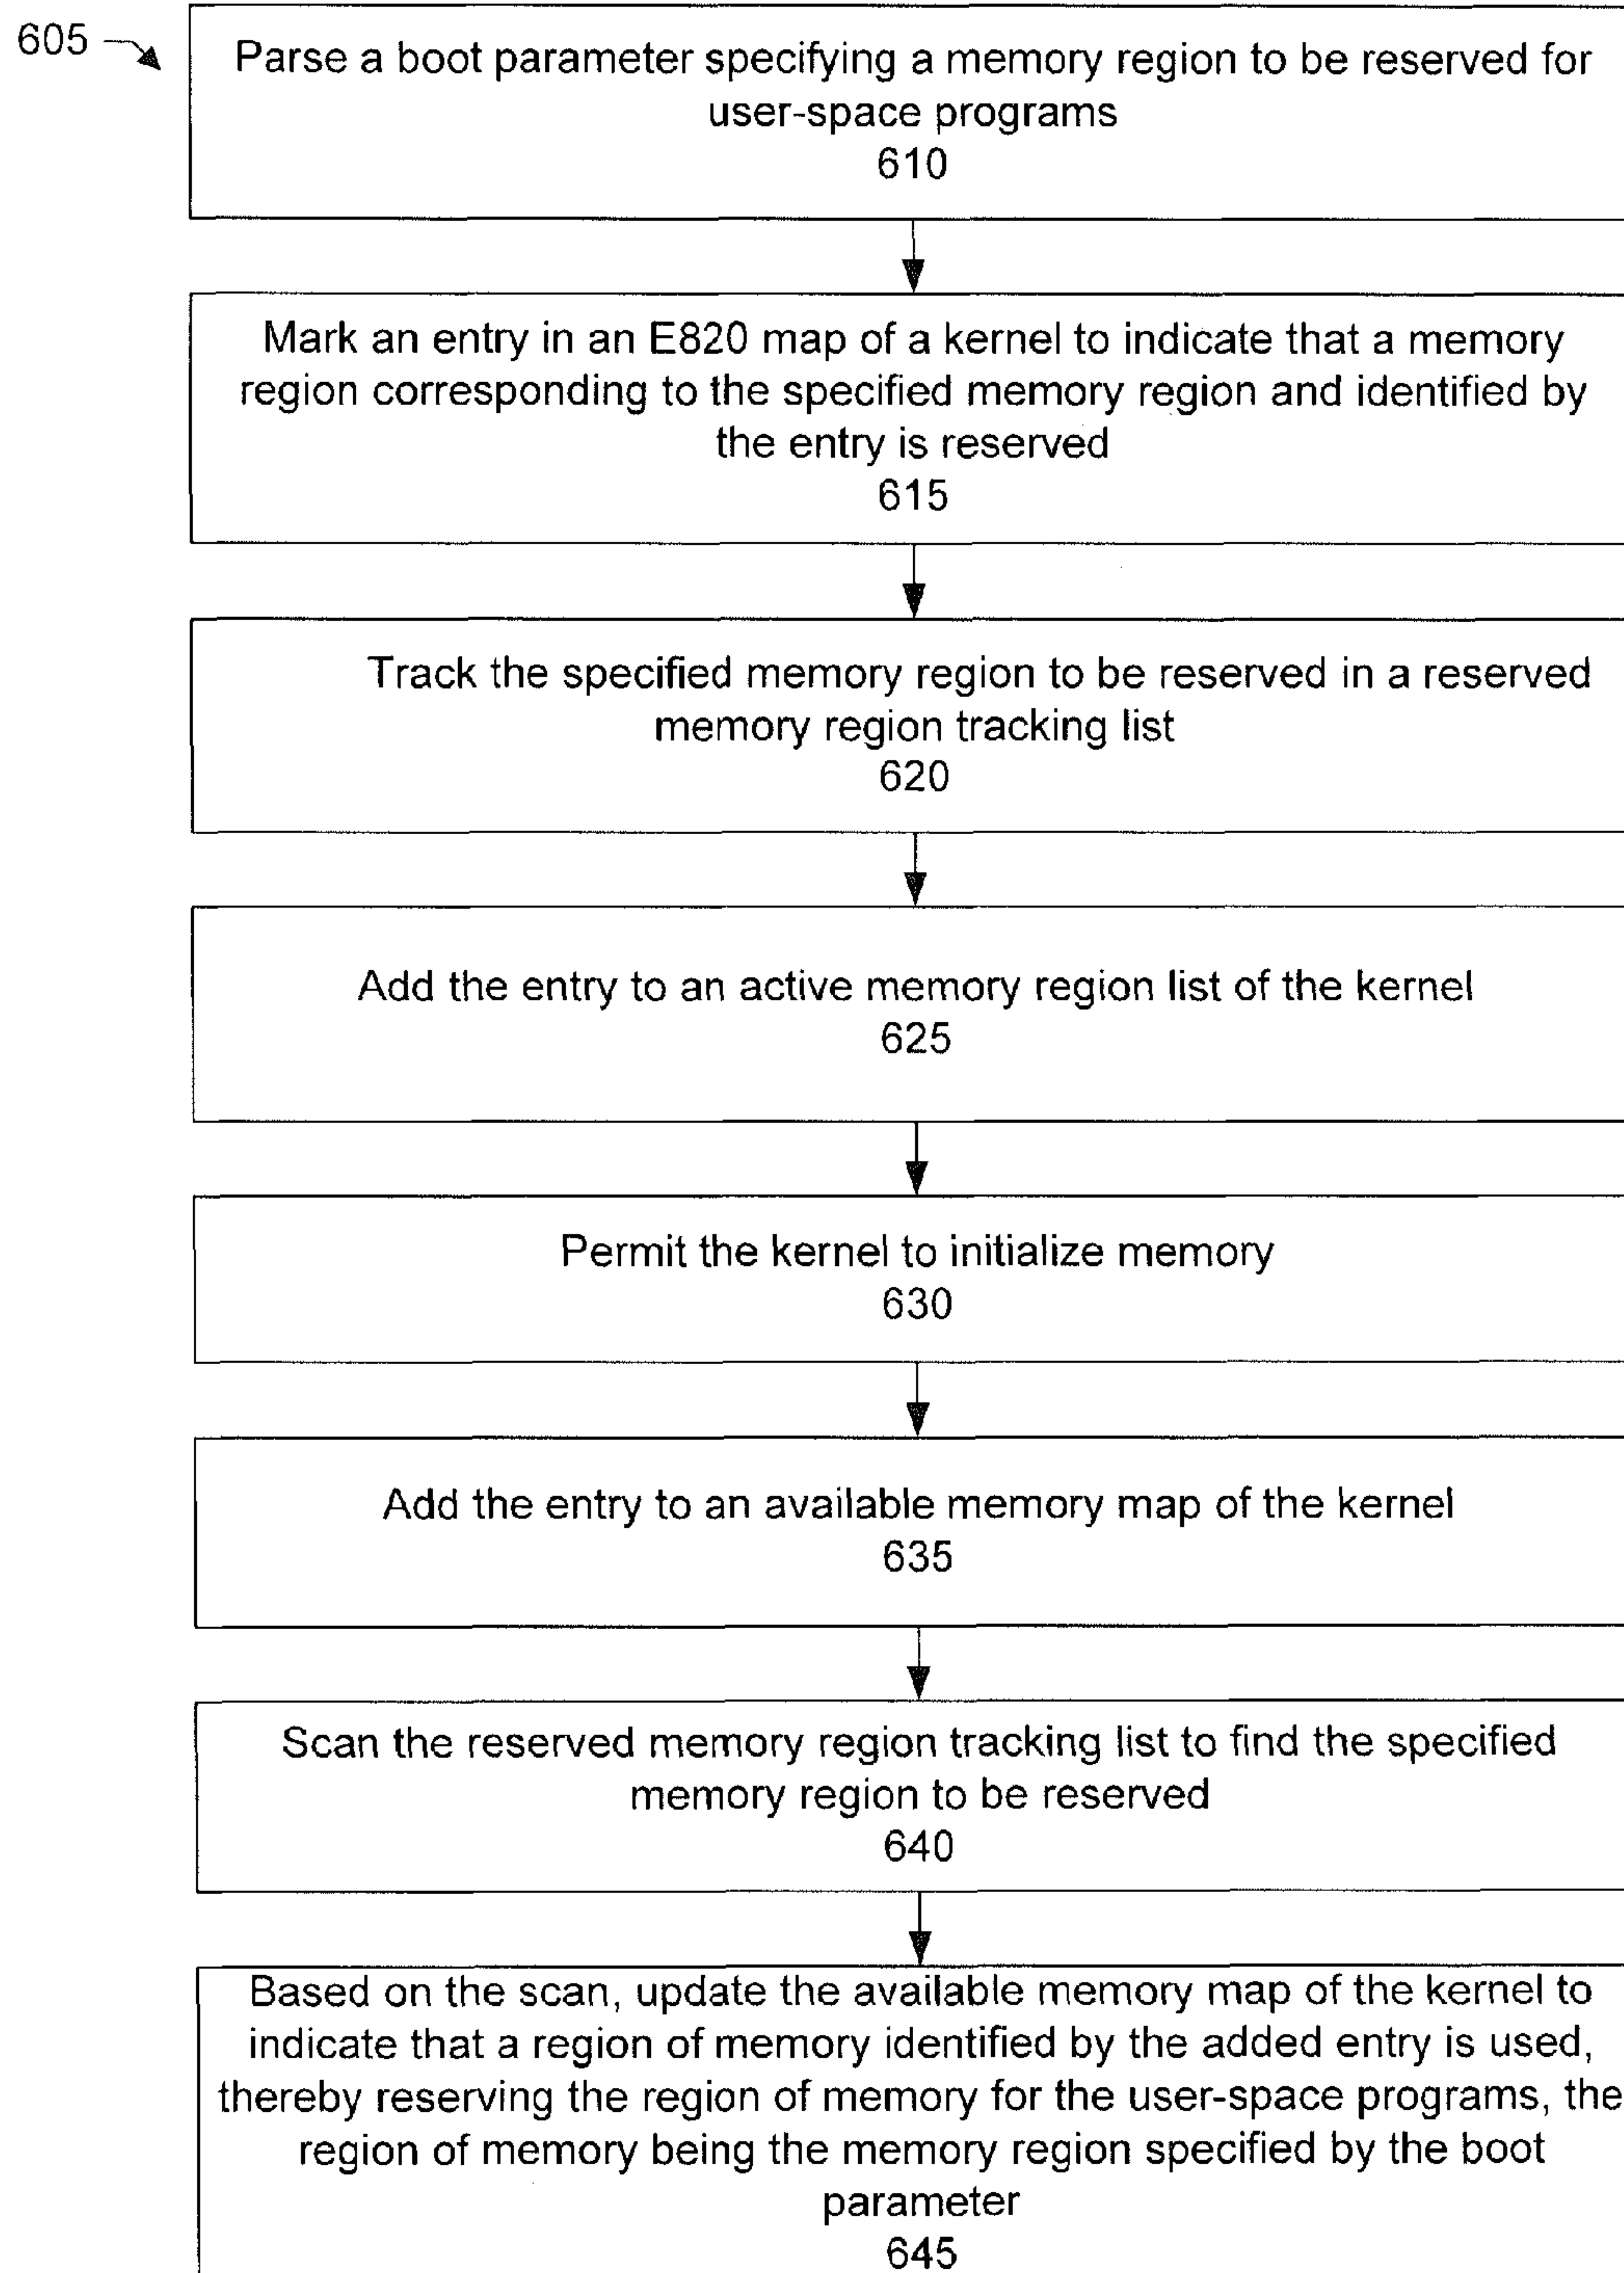 605
Parse a boot parameter specifying a memory region to be reserved for
user-space programs
610
Mark an entry in an E820 map of a kernel to indicate that a memory
region corresponding to the specified memory region and identified by
the entry is reserved
615
Track the specified memory region to be reserved in a reserved
memory region tracking list
620
Add the entry to an active memory region list of the kernel
625
Permit the kernel to initialize memory
630
Add the entry to an available memory map of the kernel
635
Scan the reserved memory region tracking list to find the specified
memory region to be reserved
640
Based on the scan, update the available memory map of the kernel to
indicate that a region of memory identified by the added entry is used,
thereby reserving the region of memory for the user-space programs, the
region of memory being the memory region specified by the boot
parameter
645